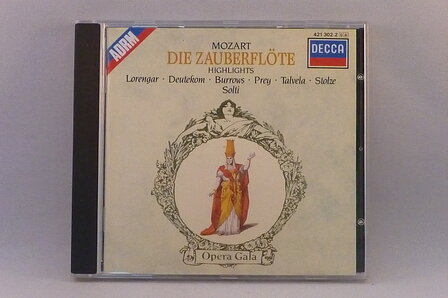 ADRM
421 302 2
DECCA
MOZART
DIE ZAUBERFLÖTE
HIGHLIGHTS
Lorengar · Deutekom · Burrows · Prey · Talvela · Stolze
Solti
Opera Gala